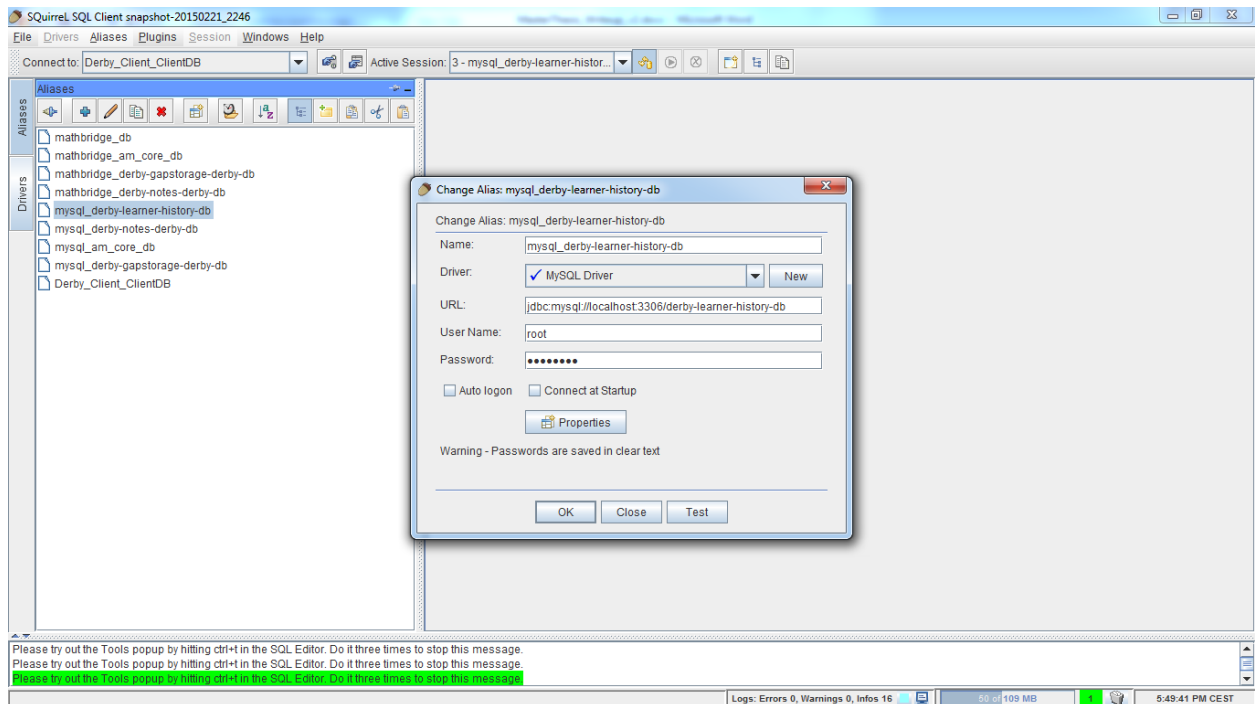 SQuirreL SQL Client snapshot-20150221_2246
File Drivers Aliases Plugins Session Windows Help
Connect to: Derby_Client_ClientDB Active Session: 3 - mysql_derby-learner-histor...
Aliases
Aliases
Drivers
mathbridge_db
mathbridge_am_core_db
mathbridge_derby-gapstorage-derby-db
mathbridge_derby-notes-derby-db
mysql_derby-learner-history-db
mysql_derby-notes-derby-db
mysql_am_core_db
mysql_derby-gapstorage-derby-db
Derby_Client_ClientDB
Change Alias: mysql_derby-learner-history-db
Change Alias: mysql_derby-learner-history-db
Name: mysql_derby-learner-history-db
Driver: MySQL Driver New
URL: jdbc:mysql://localhost:3306/derby-learner-history-db
User Name: root
Password: ••••••••
Auto logon Connect at Startup
Properties
Warning - Passwords are saved in clear text
OK Close Test
Please try out the Tools popup by hitting ctrl+t in the SQL Editor. Do it three times to stop this message.
Please try out the Tools popup by hitting ctrl+t in the SQL Editor. Do it three times to stop this message.
Please try out the Tools popup by hitting ctrl+t in the SQL Editor. Do it three times to stop this message.
Logs: Errors 0, Warnings 0, Infos 16 50 of 109 MB 1 5:49:41 PM CEST